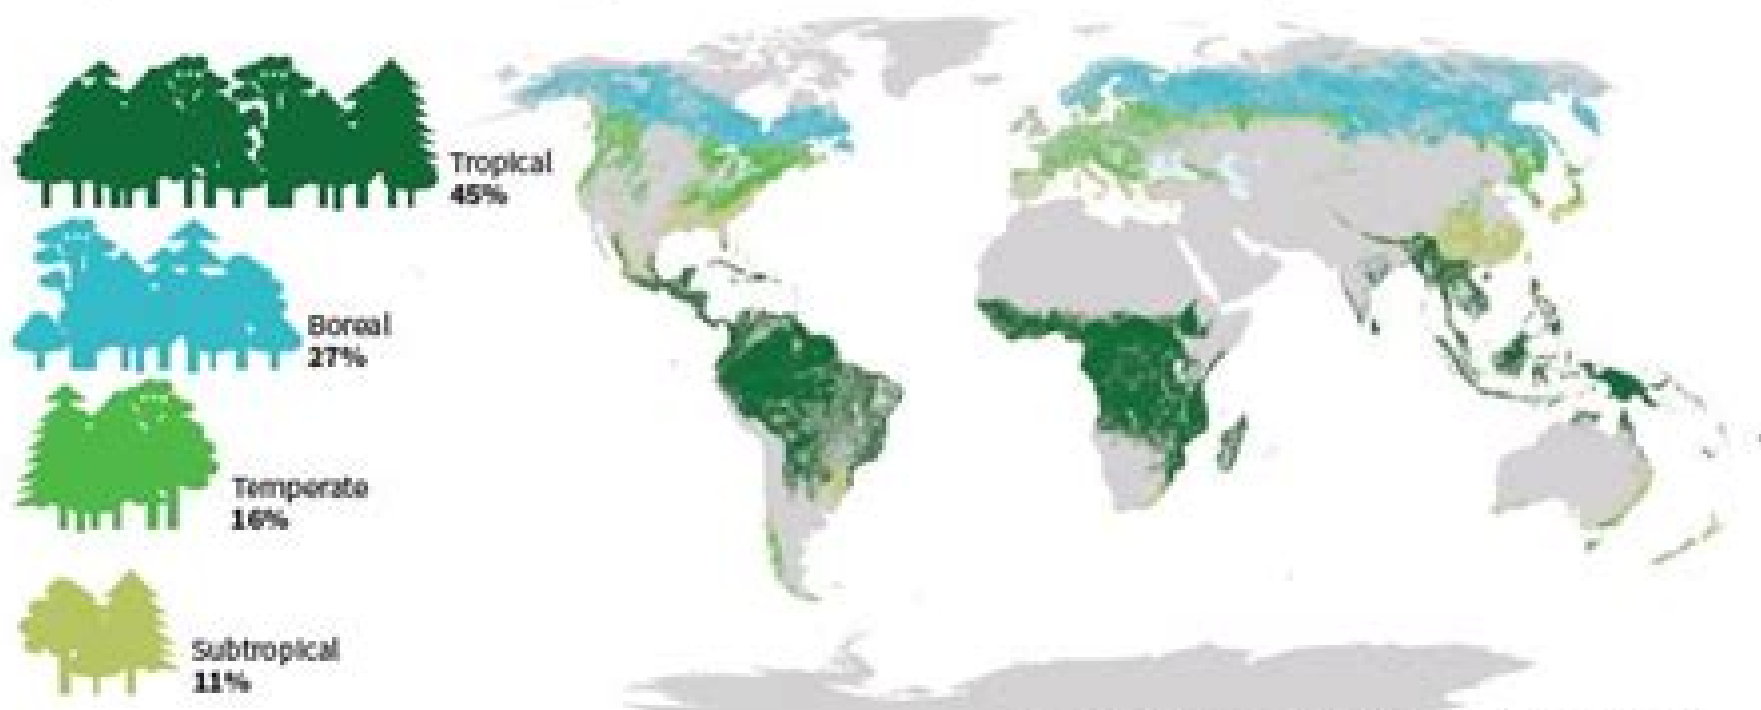 Tropical
45%
Boreal
27%
Temperate
16%
Subtropical
11%